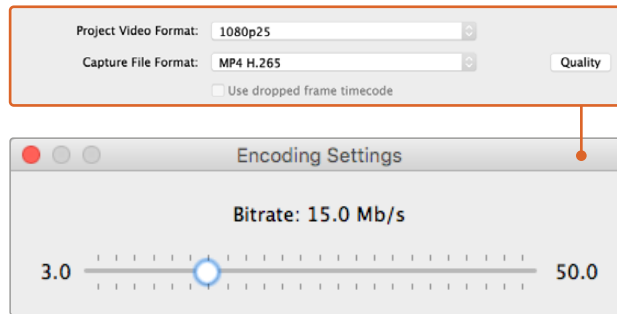 Project Video Format: 1080p25
Capture File Format: MP4 H.265 Quality
Use dropped frame timecode
Encoding Settings
Bitrate: 15.0 Mb/s
3.0 50.0